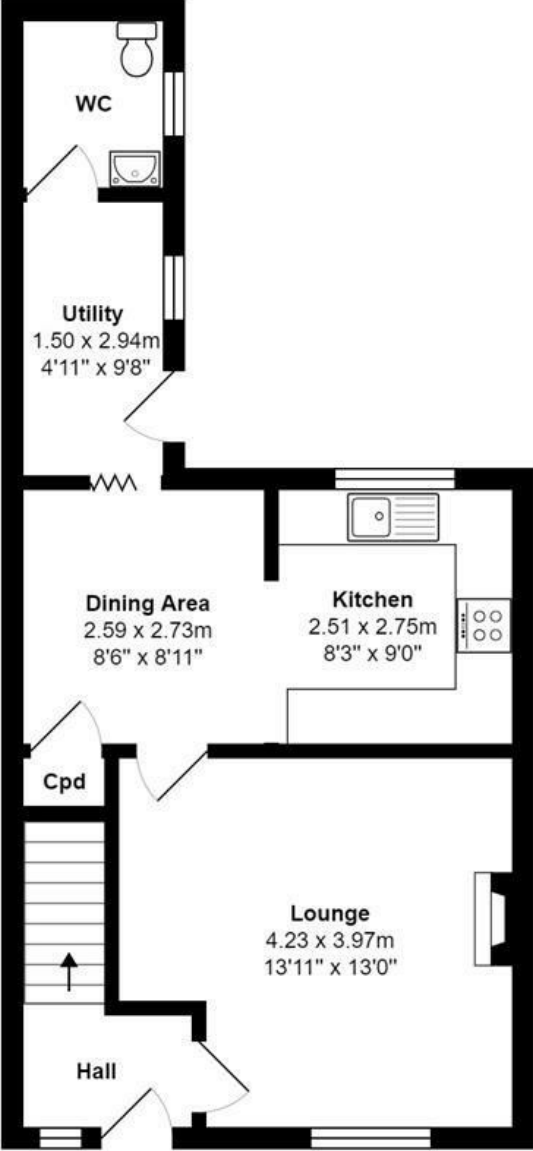 WC
Utility
1.50 x 2.94m
4'11" x 9'8"
Dining Area
2.59 x 2.73m
8'6" x 8'11"
Kitchen
2.51 x 2.75m
8'3" x 9'0"
Cpd
Lounge
4.23 x 3.97m
13'11" x 13'0"
Hall